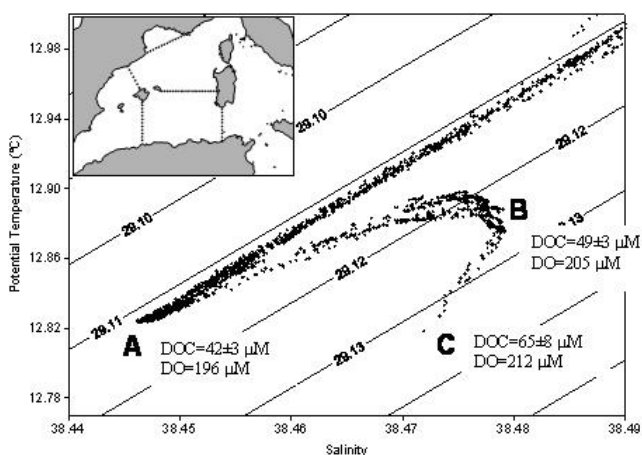 12.98
12.94
12.90
12.86
12.82
12.78
Potential Temperature (°C)
29.10
29.12
29.10
.13
B
DOC=49±3 µM
DO=205 µM
29.12
29.11
A
DOC=42±3 µM
DO=196 µM
29.13
C
DOC=65±8 µM
DO=212 µM
38.44
38.45
38.46
38.47
38.48
38.49
Salinity